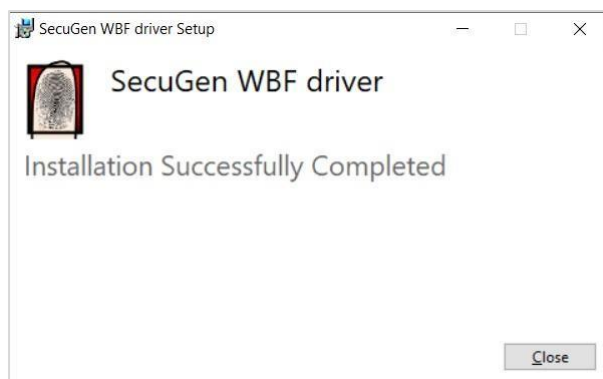 SecuGen WBF driver Setup
SecuGen WBF driver
Installation Successfully Completed
Close